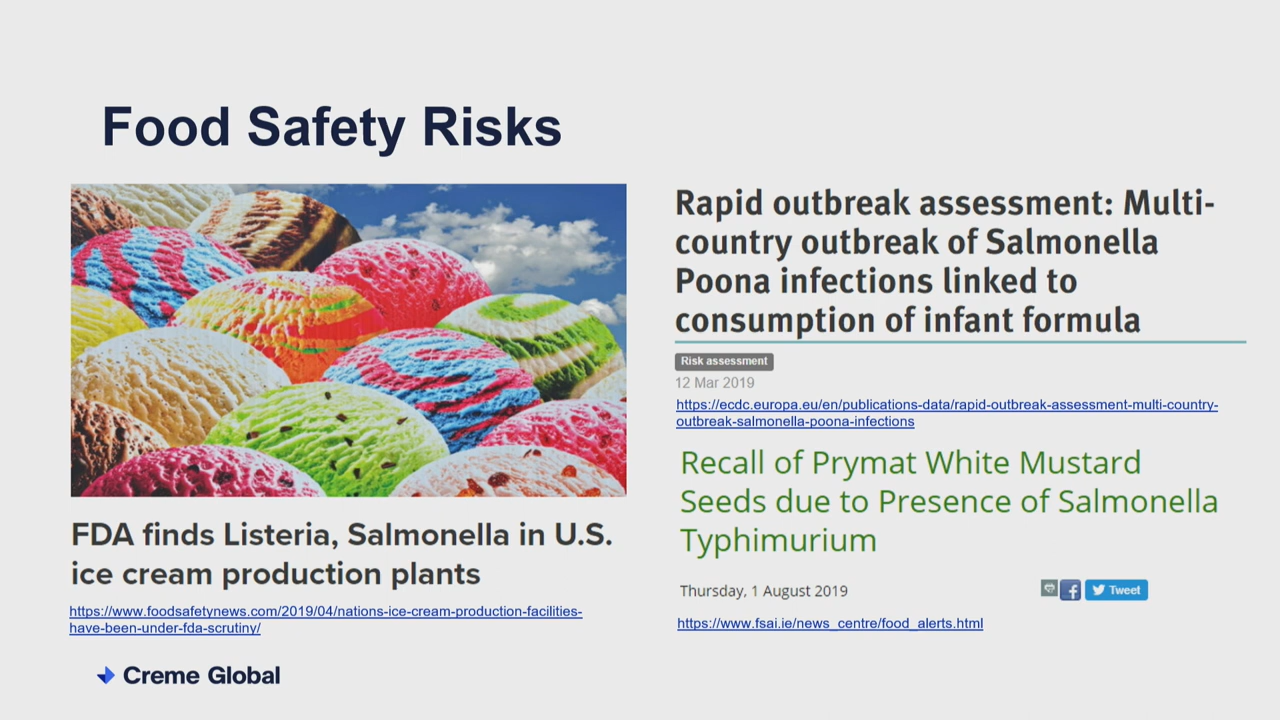 Food Safety Risks
FDA finds Listeria, Salmonella in U.S.
ice cream production plants
https://www.foodsafetynews.com/2019/04/nations-ice-cream-production-facilities-
have-been-under-fda-scrutiny/
Rapid outbreak assessment: Multi-
country outbreak of Salmonella
Poona infections linked to
consumption of infant formula
Risk assessment
12 Mar 2019
https://ecdc.europa.eu/en/publications-data/rapid-outbreak-assessment-multi-country-
outbreak-salmonella-poona-infections
Recall of Prymat White Mustard
Seeds due to Presence of Salmonella
Typhimurium
Thursday, 1 August 2019
Tweet
https://www.fsai.ie/news_centre/food_alerts.html
Creme Global